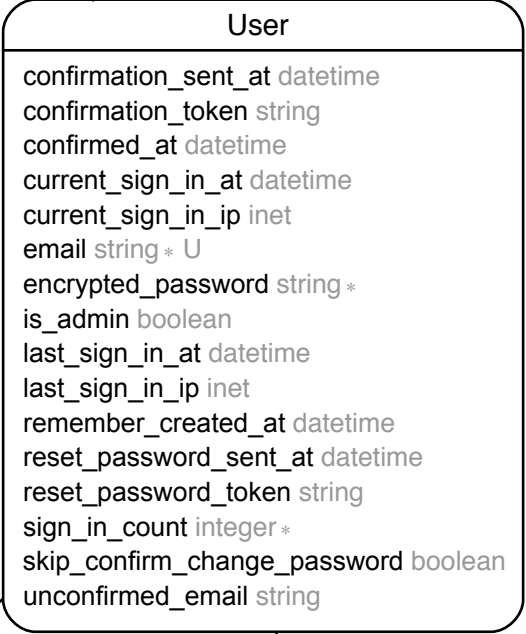 User
confirmation_sent_at datetime
confirmation_token string
confirmed_at datetime
current_sign_in_at datetime
current_sign_in_ip inet
email string * U
encrypted_password string *
is_admin boolean
last_sign_in_at datetime
last_sign_in_ip inet
remember_created_at datetime
reset_password_sent_at datetime
reset_password_token string
sign_in_count integer *
skip_confirm_change_password boolean
unconfirmed_email string